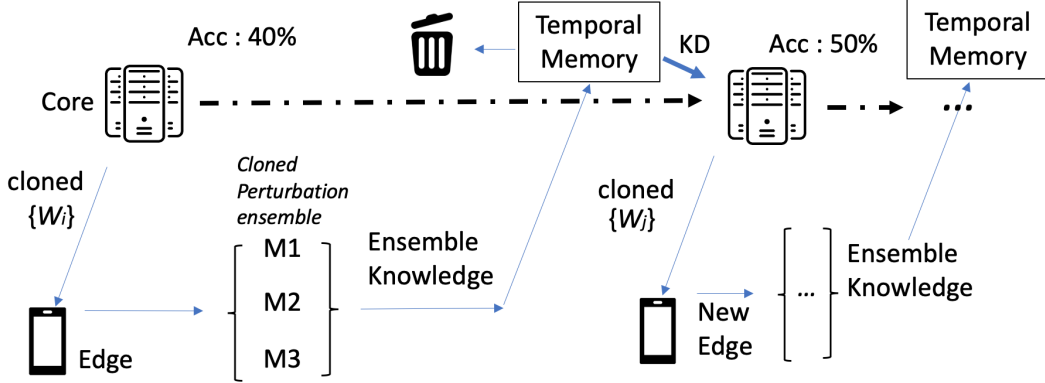 Acc : 40%
Temporal
Memory
KD
Acc : 50%
Temporal
Memory
Core
...
cloned
{Wi}
Cloned
Perturbation
ensemble
M1
M2
M3
Ensemble
Knowledge
Edge
cloned
{Wj}
...
Ensemble
Knowledge
New
Edge